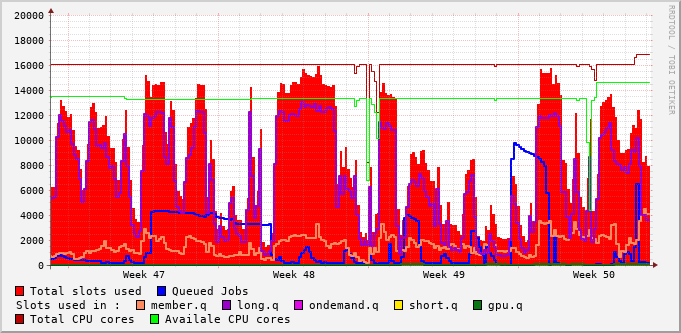 20000
18000
16000
14000
12000
10000
8000
6000
4000
2000
0
Week 47 Week 48 Week 49 Week 50
RRDTOOL / TOBI OETIKER
Total slots used Queued Jobs
Slots used in : member.q long.q ondemand.q short.q gpu.q
Total CPU cores Availale CPU cores